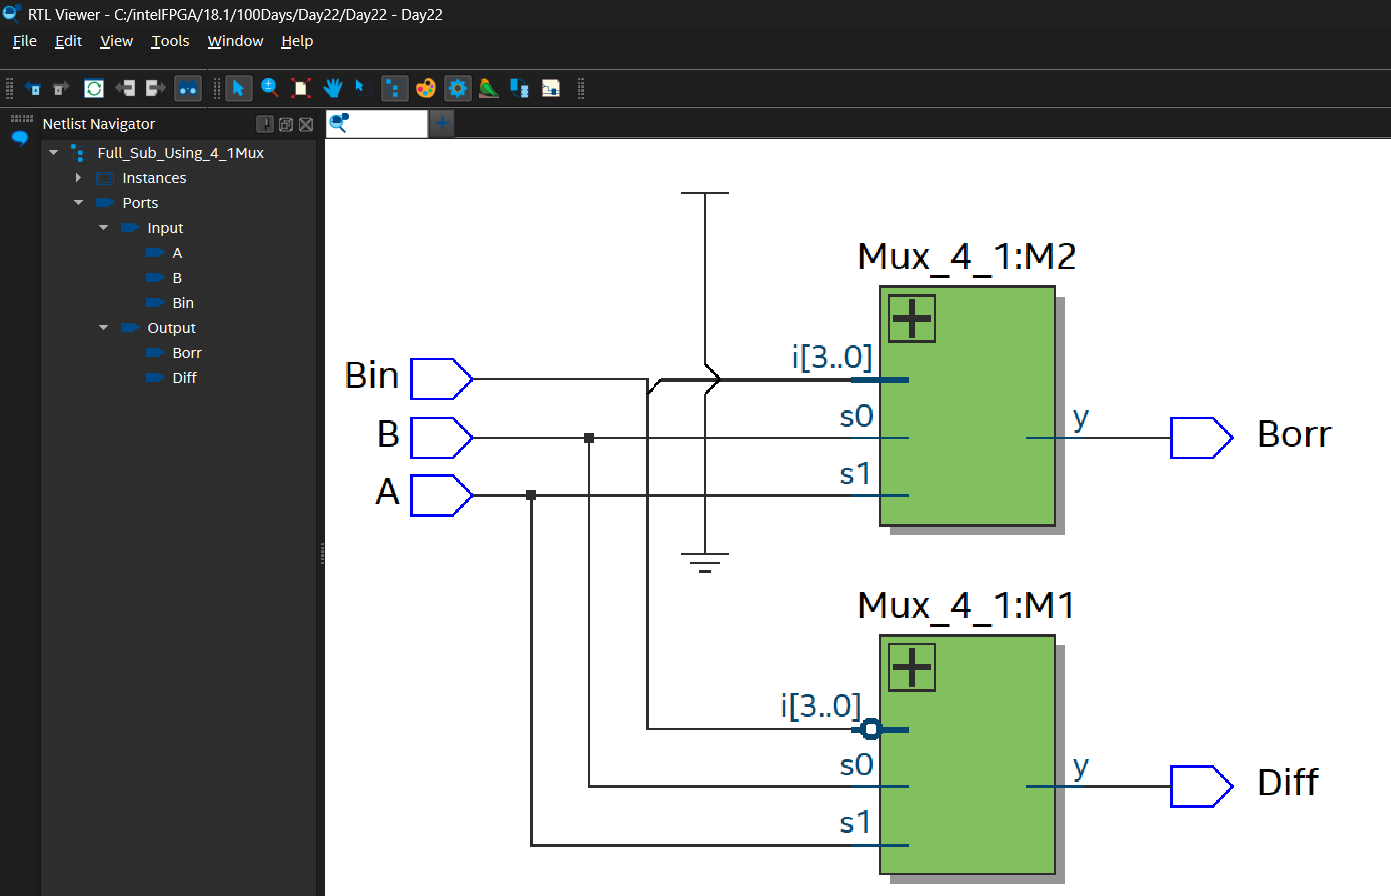 RTL Viewer - C:/intelFPGA/18.1/100Days/Day22/Day22 - Day22
File Edit View Tools Window Help
Netlist Navigator
Full_Sub_Using_4_1Mux
Instances
Ports
Input
A
B
Bin
Output
Borr
Diff
Mux_4_1:M2
i[3..0]
Bin
s0
y
B
Borr
s1
A
Mux_4_1:M1
i[3..0]
s0
y
Diff
s1